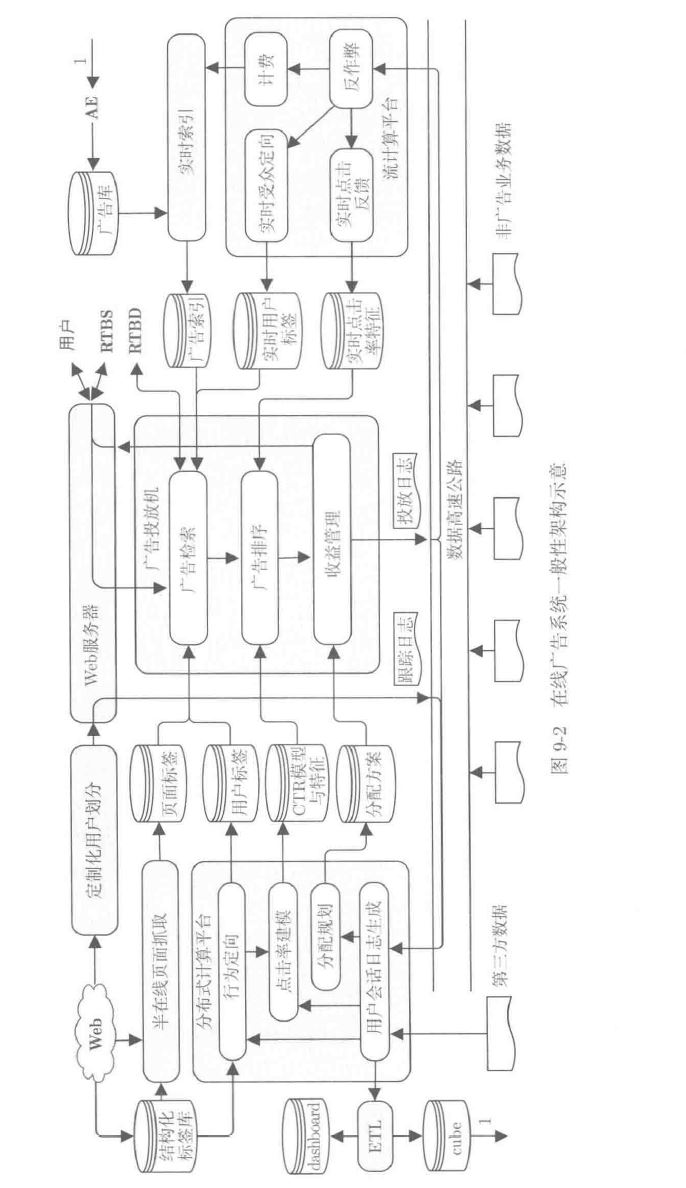 Web
定制化用户划分
Web服务器
用户
RTBS
RTBD
广告库
AE
1
结构化
标签库
半在线页面抓取
页面标签
用户标签
CTR模型
与特征
分配方案
分布式计算平台
行为定向
点击率建模
分配规划
用户会话日志生成
广告投放机
广告检索
广告排序
收益管理
广告索引
实时用户
标签
实时点击
率特征
实时索引
计费
反作弊
实时受众定向
实时点击
反馈
流计算平台
dashboard
ETL
cube
1
跟踪日志
投放日志
数据高速公路
第三方数据
非广告业务数据
图 9-2 在线广告系统一般性架构示意